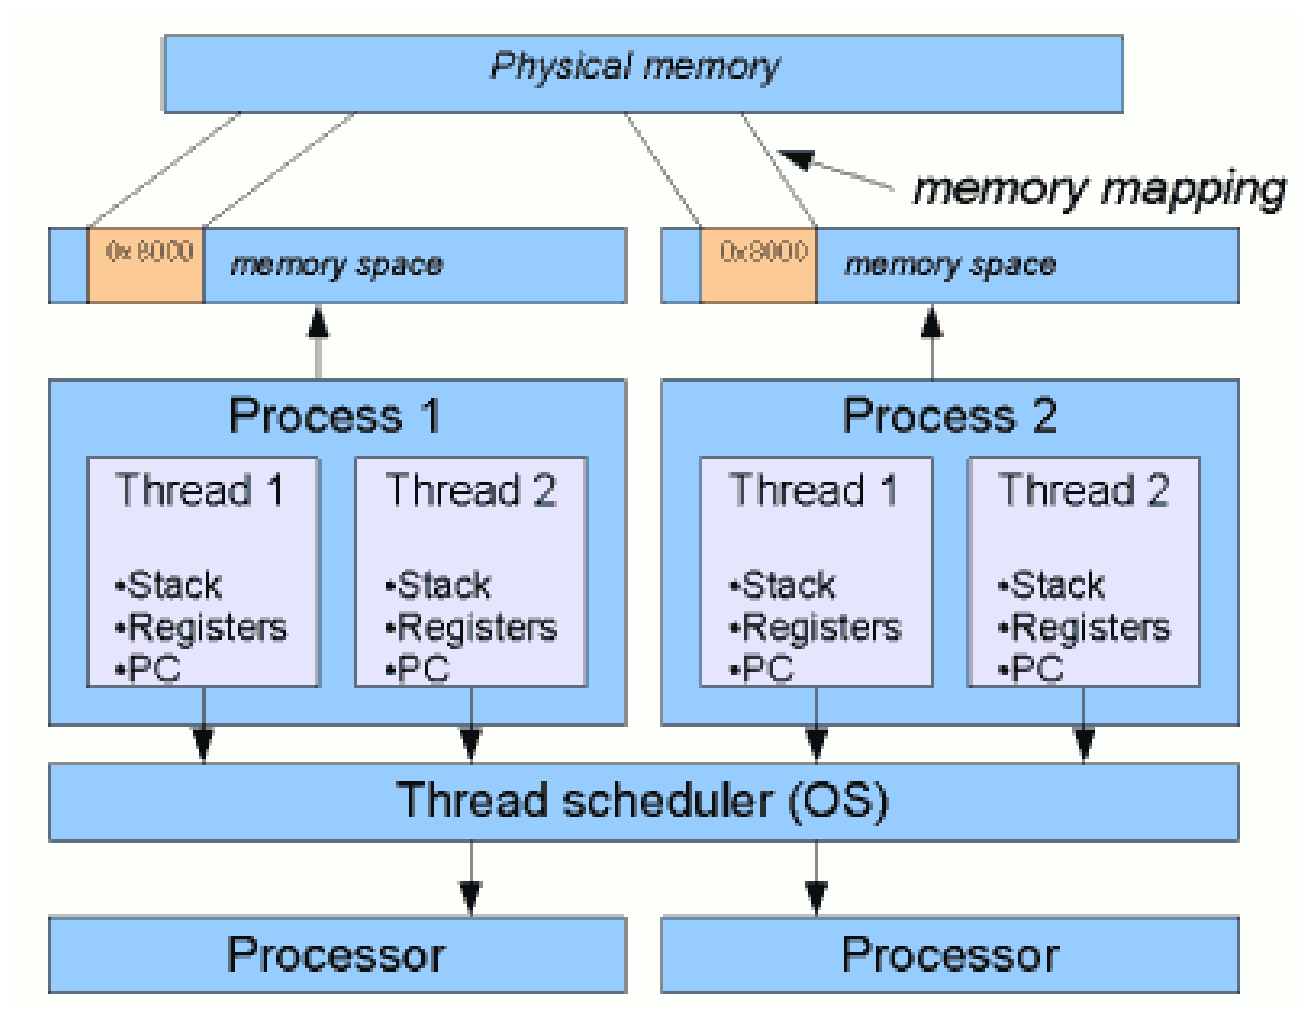 Physical memory
memory mapping
0x8000 memory space
0x8000 memory space
Process 1
Process 2
Thread 1
Thread 2
Thread 1
Thread 2
•Stack
•Registers
•PC
•Stack
•Registers
•PC
•Stack
•Registers
•PC
•Stack
•Registers
•PC
Thread scheduler (OS)
Processor
Processor